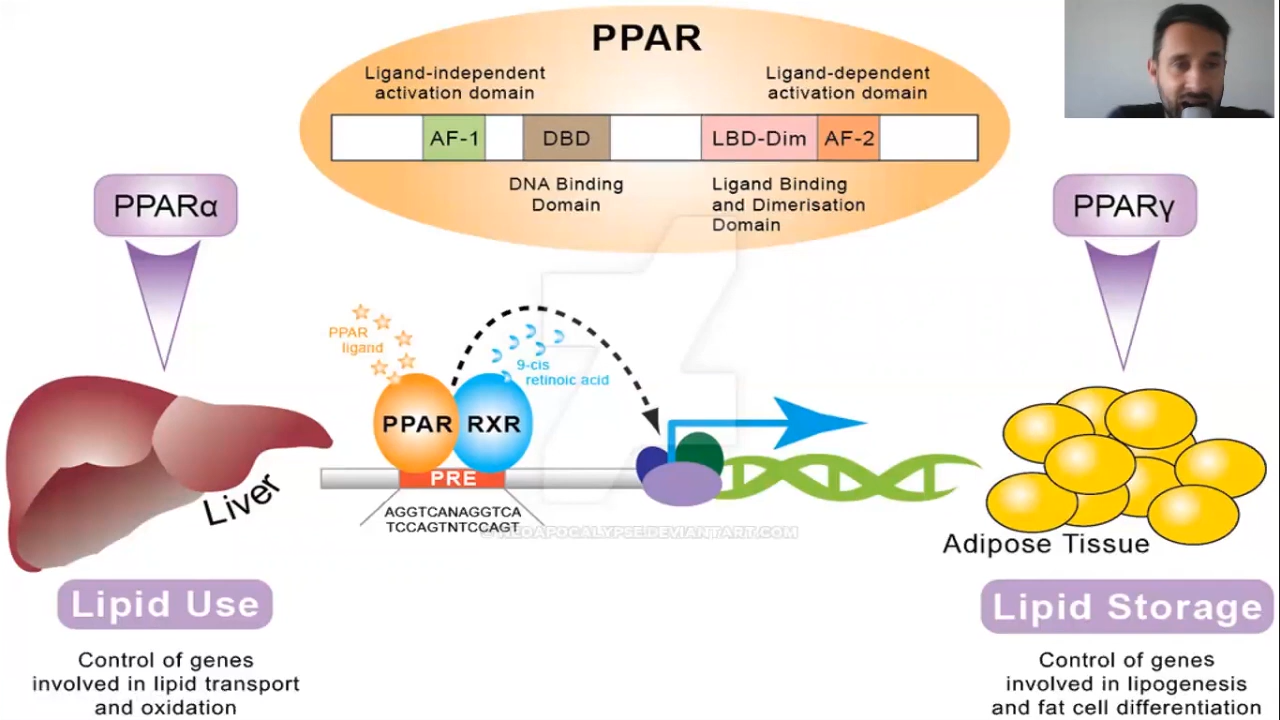 PPAR
Ligand-independent
activation domain
Ligand-dependent
activation domain
AF-1
DBD
LBD-Dim
AF-2
DNA Binding
Domain
Ligand Binding
and Dimerisation
Domain
PPARα
PPARγ
PPAR
ligand
9-cis
retinoic acid
PPAR
RXR
PRE
AGGTCANAGGTCA
TCCAGTNTCCAGT
Liver
Adipose Tissue
Lipid Use
Control of genes
involved in lipid transport
and oxidation
Lipid Storage
Control of genes
involved in lipogenesis
and fat cell differentiation